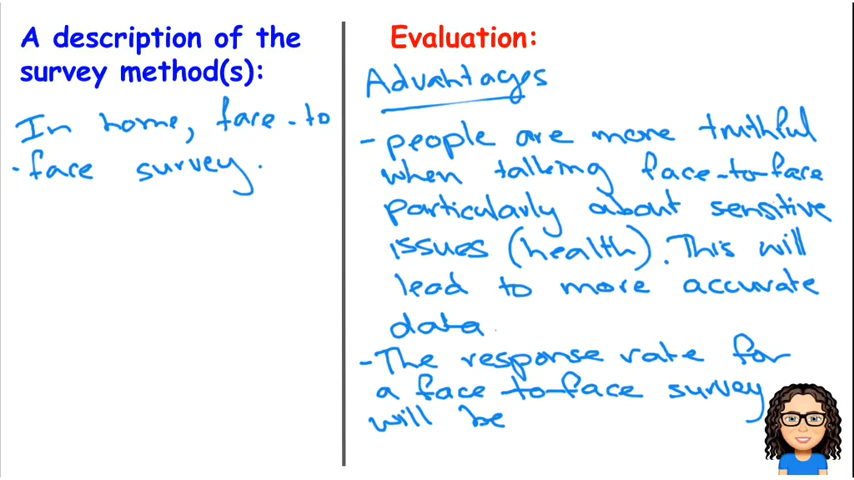 A description of the
survey method(s):
In home, face-to
-face survey.
Evaluation:
Advantages
- people are more truthful
when talking face-to-face
particularly about sensitive
issues (health). This will
lead to more accurate
data
- The response rate for
a face-to-face survey
will be